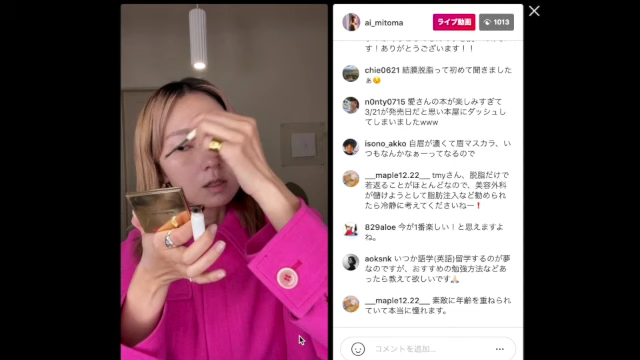 ai_mitoma
ライブ動画
1013
す！ありがとうございます！！
chie0621 結膜脱脂って初めて聞きました
ぁ😏
n0nty0715 愛さんの本が楽しみすぎて
3/21が発売日だと思い本屋にダッシュし
てしまいましたwww
isono_akko 白眉が濃くて眉マスカラ、い
つもなんかなぁーってなるので
__maple12.22__ tmyさん、脱脂だけで
若返ることがほとんどなので、美容外科
が儲けようとして脂肪注入など勧められ
たら冷静に考えてくださいねー❗
829aloe 今が1番楽しい！と思えますよ
ね。
aoksnk いつか語学(英語)留学するのが夢
なのですが、おすすめの勉強方法などあ
ったら教えて欲しいです🙏🏻
__maple12.22__ 素敵に年齢を重ねられ
ていて本当に憧れます。
コメントを追加...